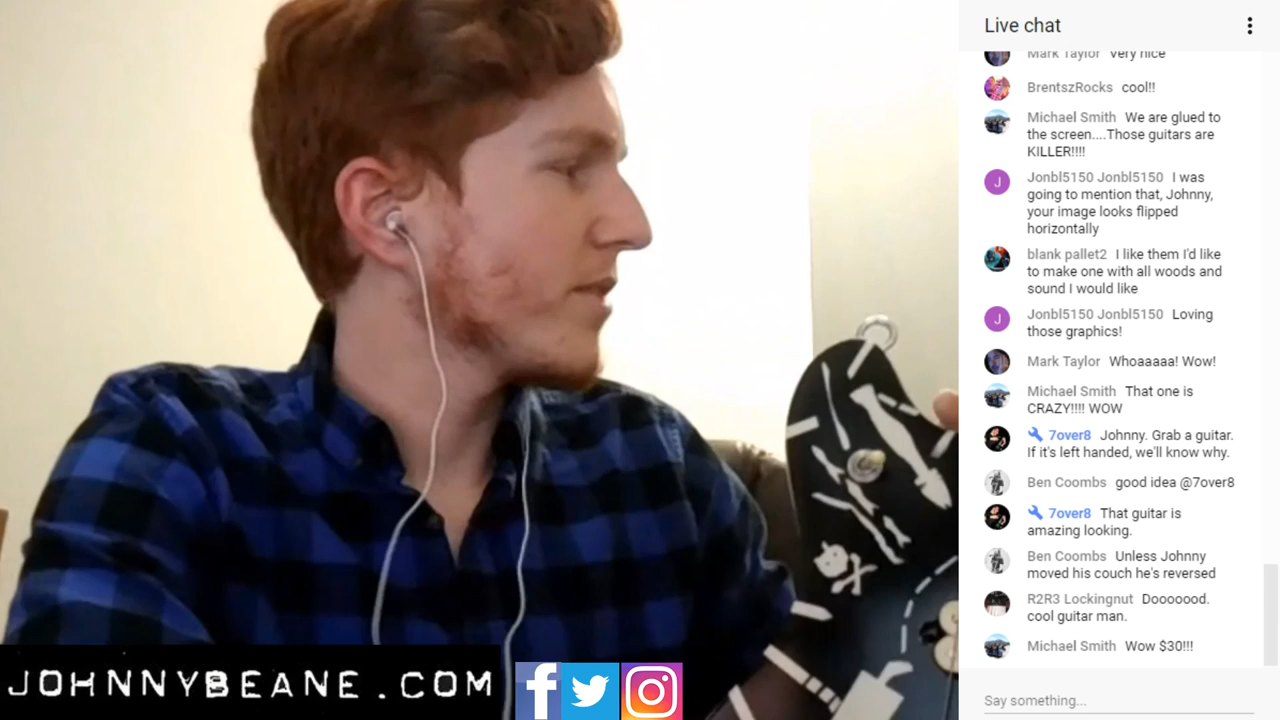 Live chat
Mark Taylor Very nice
BrentszRocks cool!!
Michael Smith We are glued to
the screen....Those guitars are
KILLER!!!!
J
Jonbl5150 Jonbl5150 I was
going to mention that, Johnny,
your image looks flipped
horizontally
blank pallet2 I like them I'd like
to make one with all woods and
sound I would like
J
Jonbl5150 Jonbl5150 Loving
those graphics!
Mark Taylor Whoaaaaa! Wow!
Michael Smith That one is
CRAZY!!!! WOW
7over8 Johnny. Grab a guitar.
If it's left handed, we'll know why.
Ben Coombs good idea @7over8
7over8 That guitar is
amazing looking.
Ben Coombs Unless Johnny
moved his couch he's reversed
R2R3 Lockingnut Dooooood.
cool guitar man.
Michael Smith Wow $30!!!
Say something...
JOHNNYBEANE.COM